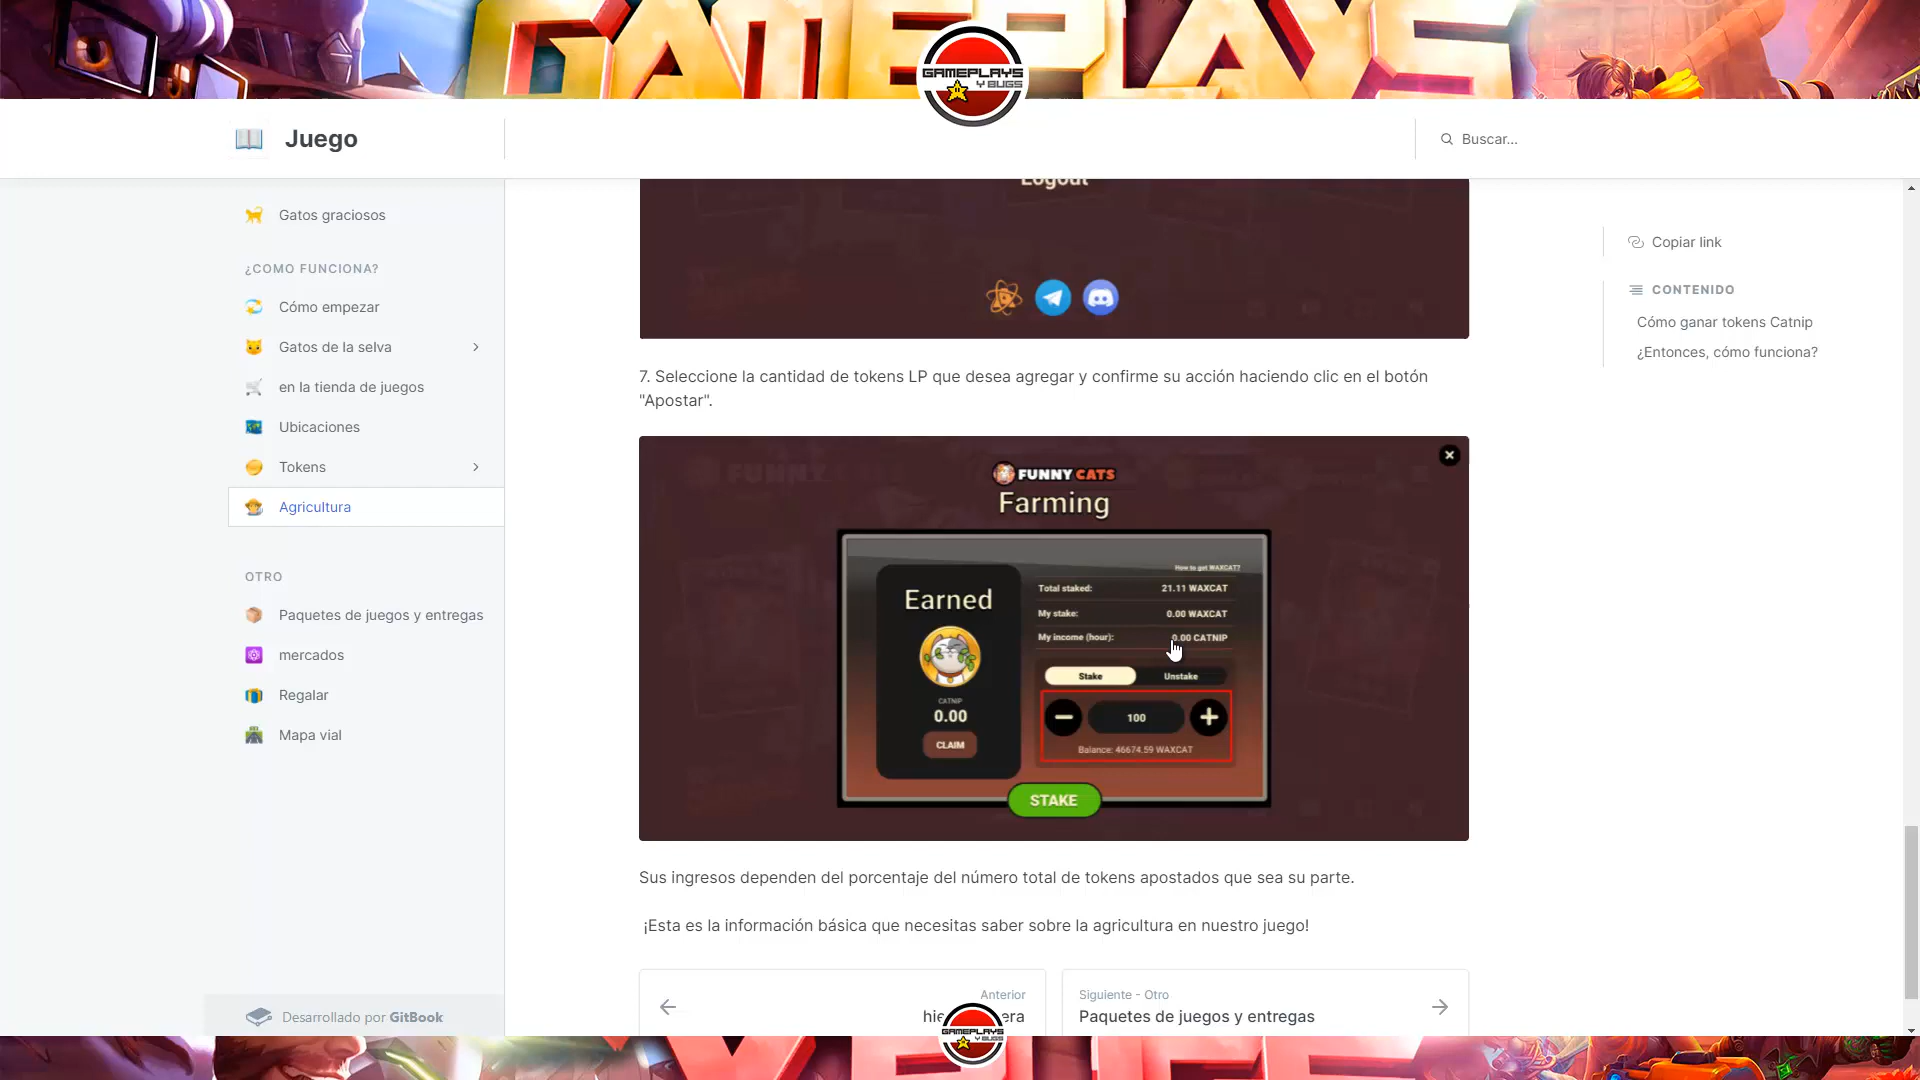 GAMEPLAYS
GAMEPLAYS
Y BUGS
Juego
Buscar...
Gatos graciosos
¿COMO FUNCIONA?
Cómo empezar
Gatos de la selva
en la tienda de juegos
Ubicaciones
Tokens
Agricultura
OTRO
Paquetes de juegos y entregas
mercados
Regalar
Mapa vial
Desarrollado por GitBook
Logout
7. Seleccione la cantidad de tokens LP que desea agregar y confirme su acción haciendo clic en el botón
"Apostar".
FUNNY CATS
Farming
How to get WAXCAT?
Earned
CATNIP
0.00
CLAIM
Total staked: 21.11 WAXCAT
My stake: 0.00 WAXCAT
My income (hour): 0.00 CATNIP
Stake Unstake
100
Balance: 46674.59 WAXCAT
STAKE
Sus ingresos dependen del porcentaje del número total de tokens apostados que sea su parte.
¡Esta es la información básica que necesitas saber sobre la agricultura en nuestro juego!
Anterior
Siguiente - Otro
Paquetes de juegos y entregas
Copiar link
CONTENIDO
Cómo ganar tokens Catnip
¿Entonces, cómo funciona?
GAMEPLAYS
Y BUGS